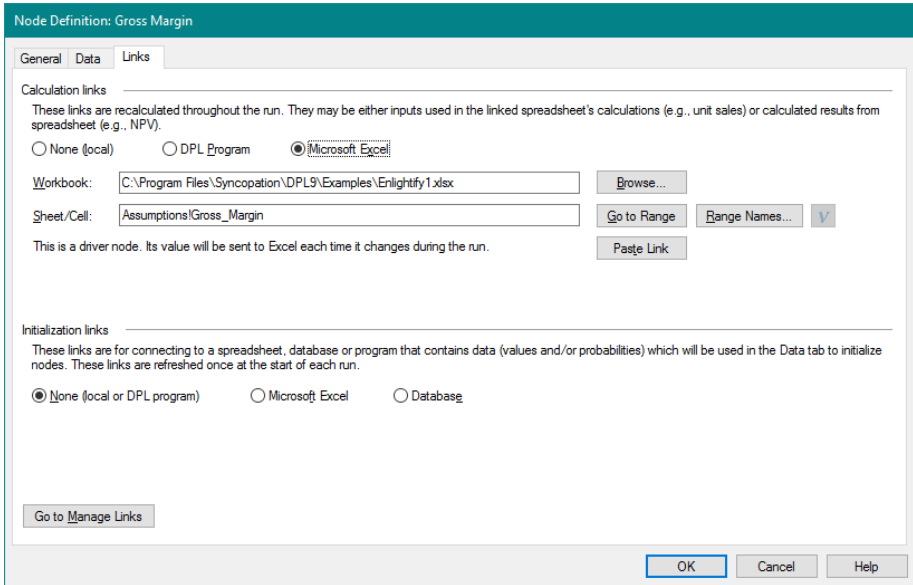 Node Definition: Gross Margin
General Data Links
Calculation links
These links are recalculated throughout the run. They may be either inputs used in the linked spreadsheet's calculations (e.g., unit sales) or calculated results from
spreadsheet (e.g., NPV).
None (local) DPL Program Microsoft Excel
Workbook: C:\Program Files\Syncopation\DPL9\Examples\Enlightify1.xlsx Browse...
Sheet/Cell: Assumptions!Gross_Margin Go to Range Range Names... V
This is a driver node. Its value will be sent to Excel each time it changes during the run. Paste Link
Initialization links
These links are for connecting to a spreadsheet, database or program that contains data (values and/or probabilities) which will be used in the Data tab to initialize
nodes. These links are refreshed once at the start of each run.
None (local or DPL program) Microsoft Excel Database
Go to Manage Links
OK Cancel Help